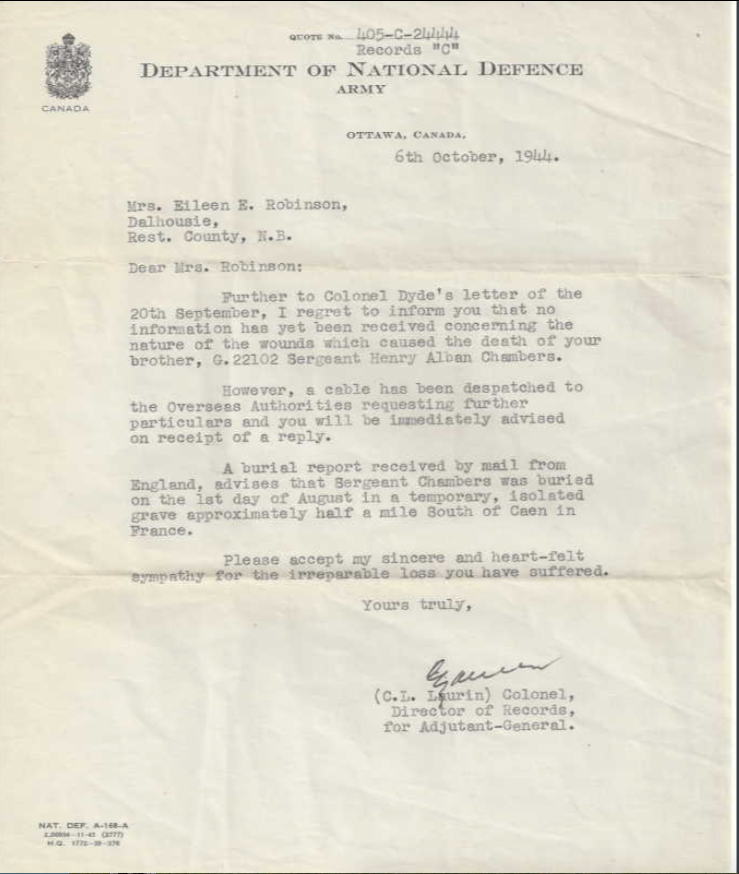 QUOTE No. 405-C-24444
Records "C"
DEPARTMENT OF NATIONAL DEFENCE
ARMY
CANADA
OTTAWA, CANADA,
6th October, 1944.
Mrs. Eileen E. Robinson,
Dalhousie,
Rest. County, N.B.
Dear Mrs. Robinson:
Further to Colonel Dyde's letter of the
20th September, I regret to inform you that no
information has yet been received concerning the
nature of the wounds which caused the death of your
brother, G.22102 Sergeant Henry Alban Chambers.
However, a cable has been despatched to
the Overseas Authorities requesting further
particulars and you will be immediately advised
on receipt of a reply.
A burial report received by mail from
England, advises that Sergeant Chambers was buried
on the 1st day of August in a temporary, isolated
grave approximately half a mile South of Caen in
France.
Please accept my sincere and heart-felt
sympathy for the irreparable loss you have suffered.
Yours truly,
(C.L. Laurin) Colonel,
Director of Records,
for Adjutant-General.
NAT. DEF. A-168-A
H.Q. 1772-39-